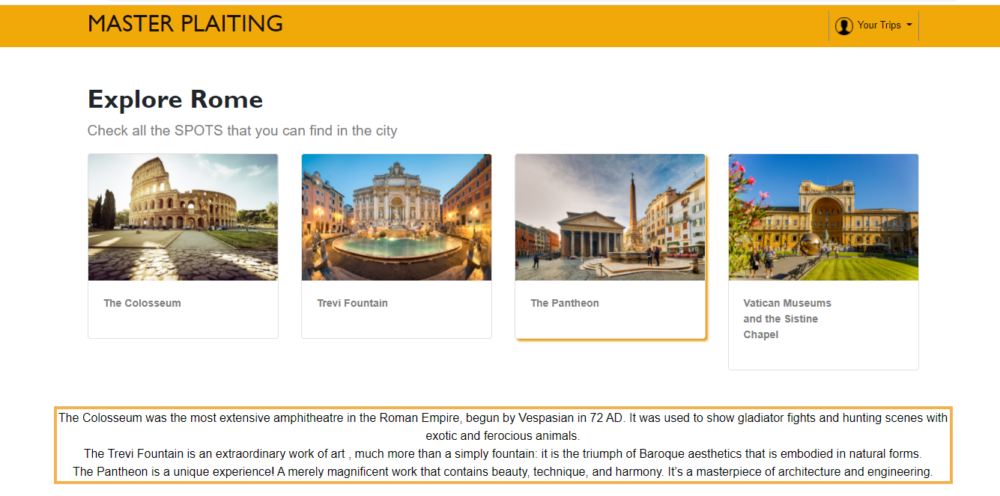 MASTER PLAITING
Your Trips
Explore Rome
Check all the SPOTS that you can find in the city
The Colosseum
Trevi Fountain
The Pantheon
Vatican Museums
and the Sistine
Chapel
The Colosseum was the most extensive amphitheatre in the Roman Empire, begun by Vespasian in 72 AD. It was used to show gladiator fights and hunting scenes with
exotic and ferocious animals.
The Trevi Fountain is an extraordinary work of art , much more than a simply fountain: it is the triumph of Baroque aesthetics that is embodied in natural forms.
The Pantheon is a unique experience! A merely magnificent work that contains beauty, technique, and harmony. It’s a masterpiece of architecture and engineering.